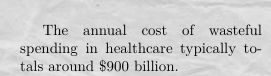 The annual cost of wasteful
spending in healthcare typically to-
tals around $900 billion.